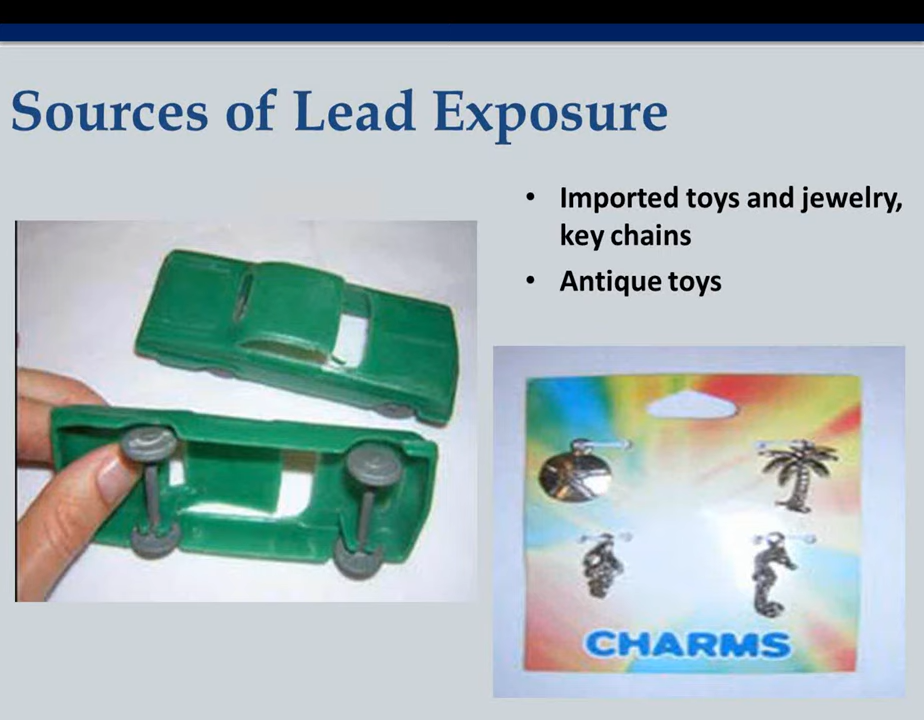 Sources of Lead Exposure
• Imported toys and jewelry,
key chains
• Antique toys
CHARMS